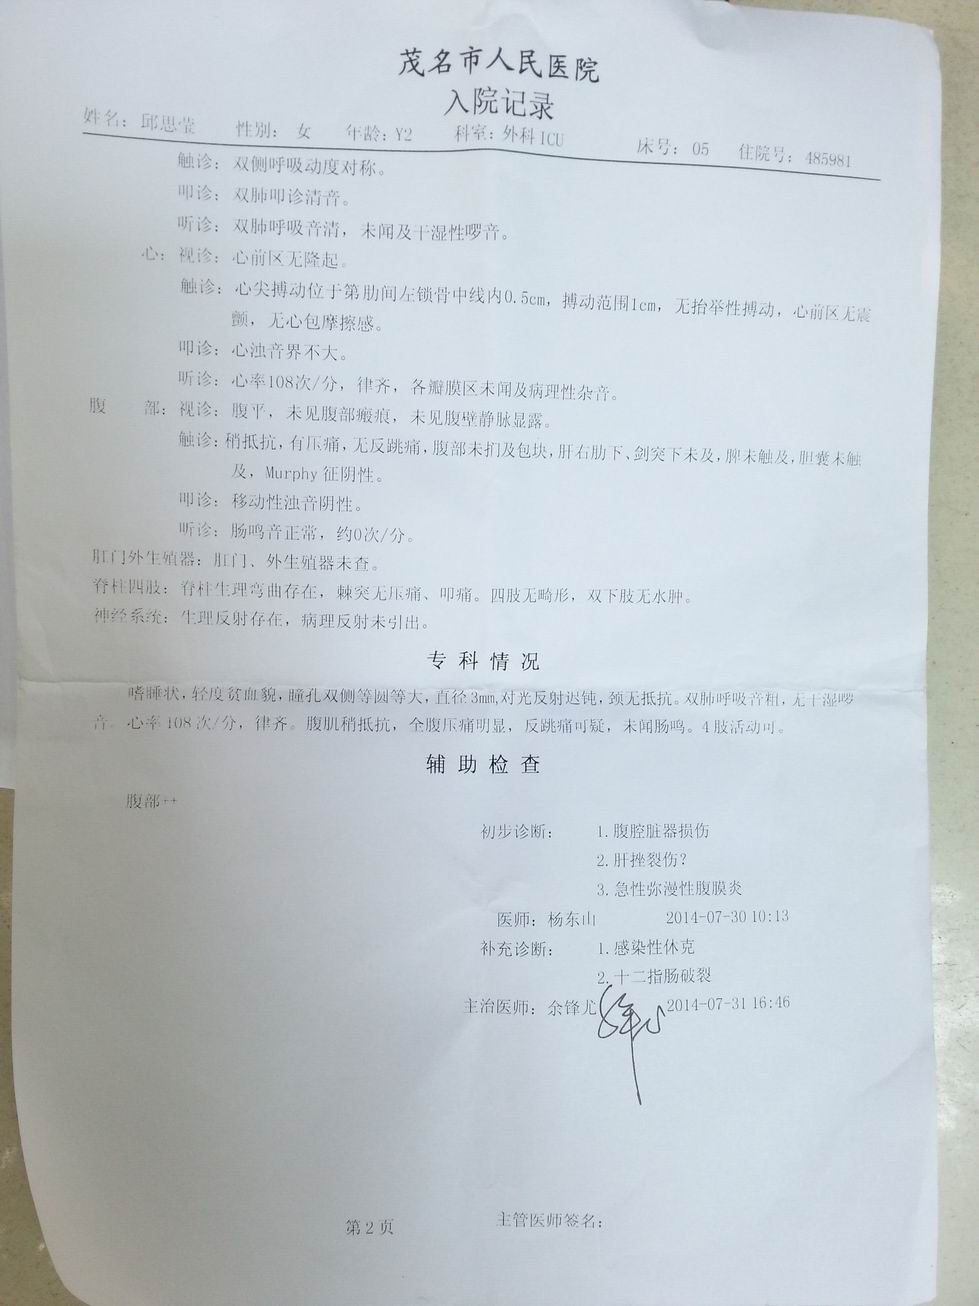 茂名市人民医院
入院记录
姓名：邱思莹 性别：女 年龄：Y2 科室：外科ICU 床号：05 住院号：485981
触诊：双侧呼吸动度对称。
叩诊：双肺叩诊清音。
听诊：双肺呼吸音清，未闻及干湿性啰音。
心：视诊：心前区无隆起。
触诊：心尖搏动位于第肋间左锁骨中线内0.5cm，搏动范围1cm，无抬举性搏动，心前区无震
颤，无心包摩擦感。
叩诊：心浊音界不大。
听诊：心率108次/分，律齐，各瓣膜区未闻及病理性杂音。
腹 部：视诊：腹平，未见腹部瘢痕，未见腹壁静脉显露。
触诊：稍抵抗，有压痛，无反跳痛，腹部未扪及包块，肝右肋下、剑突下未及，脾未触及，胆囊未触
及，Murphy征阴性。
叩诊：移动性浊音阴性。
听诊：肠鸣音正常，约0次/分。
肛门外生殖器：肛门、外生殖器未查。
脊柱四肢：脊柱生理弯曲存在，棘突无压痛、叩痛。四肢无畸形，双下肢无水肿。
神经系统：生理反射存在，病理反射未引出。
专科情况
嗜睡状，轻度贫血貌，瞳孔双侧等圆等大，直径3mm，对光反射迟钝，颈无抵抗。双肺呼吸音粗，无干湿啰
音。心率108次/分，律齐。腹肌稍抵抗，全腹压痛明显，反跳痛可疑，未闻肠鸣。4肢活动可。
辅助检查
腹部++
初步诊断： 1.腹腔脏器损伤
2.肝挫裂伤？
3.急性弥漫性腹膜炎
医师：杨东山 2014-07-30 10:13
补充诊断： 1.感染性休克
2.十二指肠破裂
主治医师：余锋尤 2014-07-31 16:46
第2页 主管医师签名：